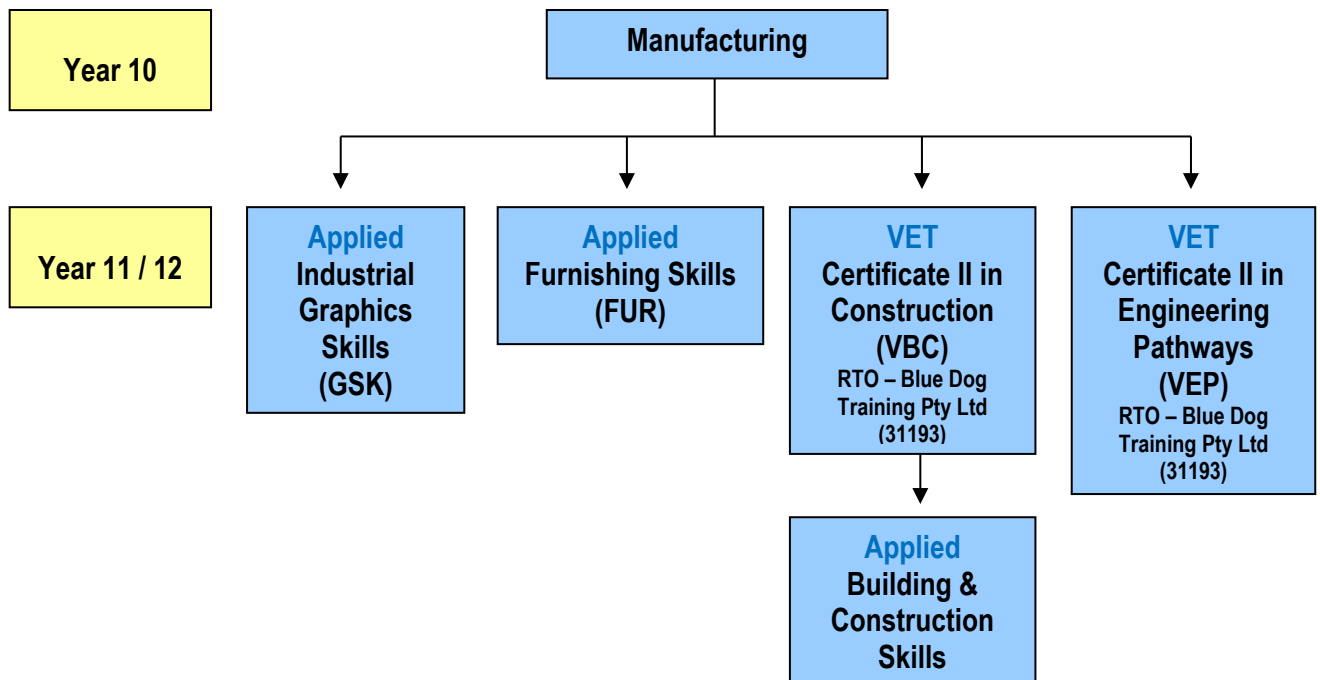 Year 10
Manufacturing
Year 11 / 12
Applied
Industrial
Graphics
Skills
(GSK)
Applied
Furnishing Skills
(FUR)
VET
Certificate II in
Construction
(VBC)
RTO – Blue Dog
Training Pty Ltd
(31193)
VET
Certificate II in
Engineering
Pathways
(VEP)
RTO – Blue Dog
Training Pty Ltd
(31193)
Applied
Building &
Construction
Skills